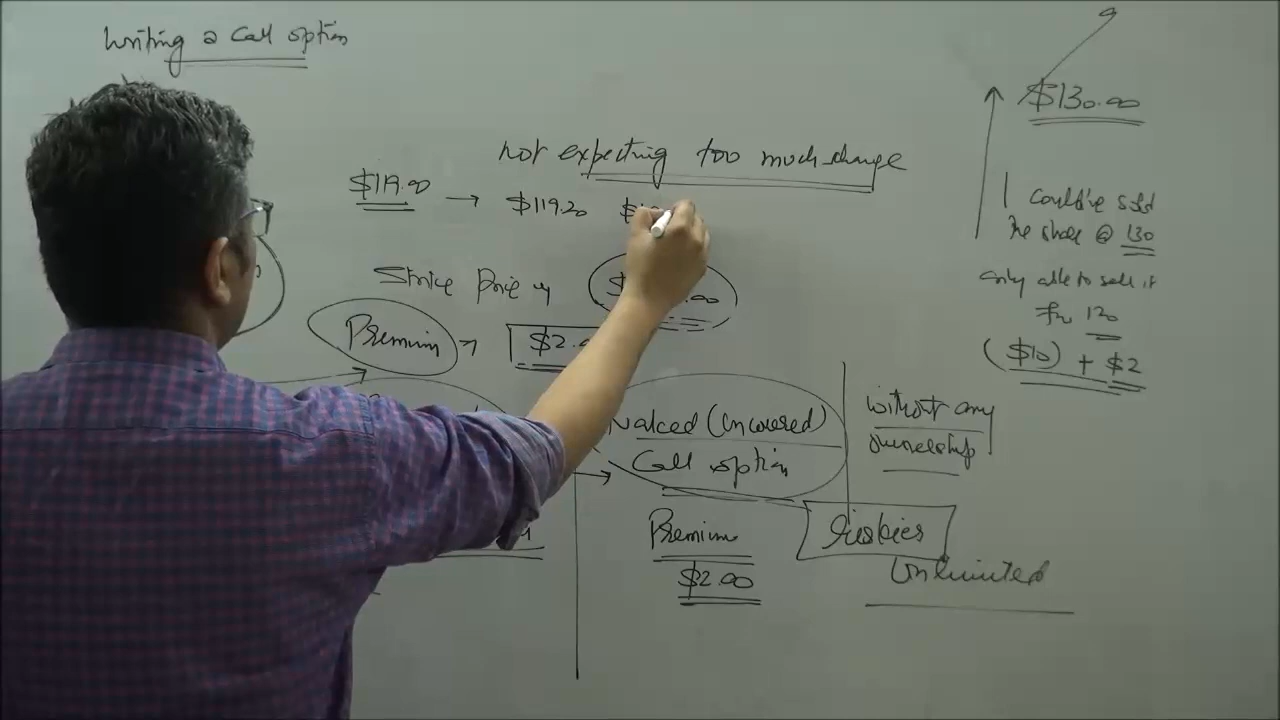 Writing a Call option
not expecting too much change
$119.00 → $119.20
Strike Price
Premium → $2.
Naked (Uncovered)
Call option
Premium
$2.00
without any
ownership
Riskies
Unlimited
$130.00
I could've sold
the share @ 130
only able to sell it
for 120
($10) + $2